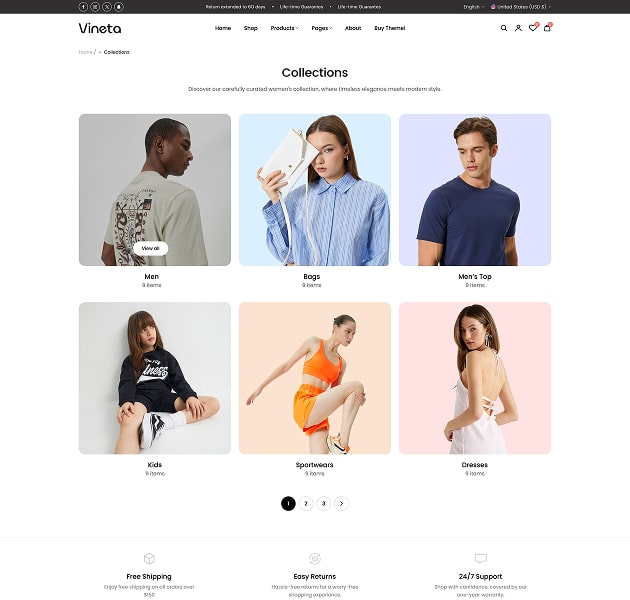 Return extended to 60 days • Life-time Guarantes • Life-time Guarantes
English
United States (USD $)
Vineta
Home Shop Products Pages About Buy Theme!
Home / → Collections
Collections
Discover our carefully curated women's collection, where timeless elegance meets modern style.
View all
Men
9 items
Bags
9 items
Men's Top
9 items
Kids
9 items
Sportwears
9 items
Dresses
9 items
1 2 3
Free Shipping
Enjoy free shipping on all orders over
$150
Easy Returns
Hassle-free returns for a worry-free
shopping experience.
24/7 Support
Shop with confidence, covered by our
one-year warranty.